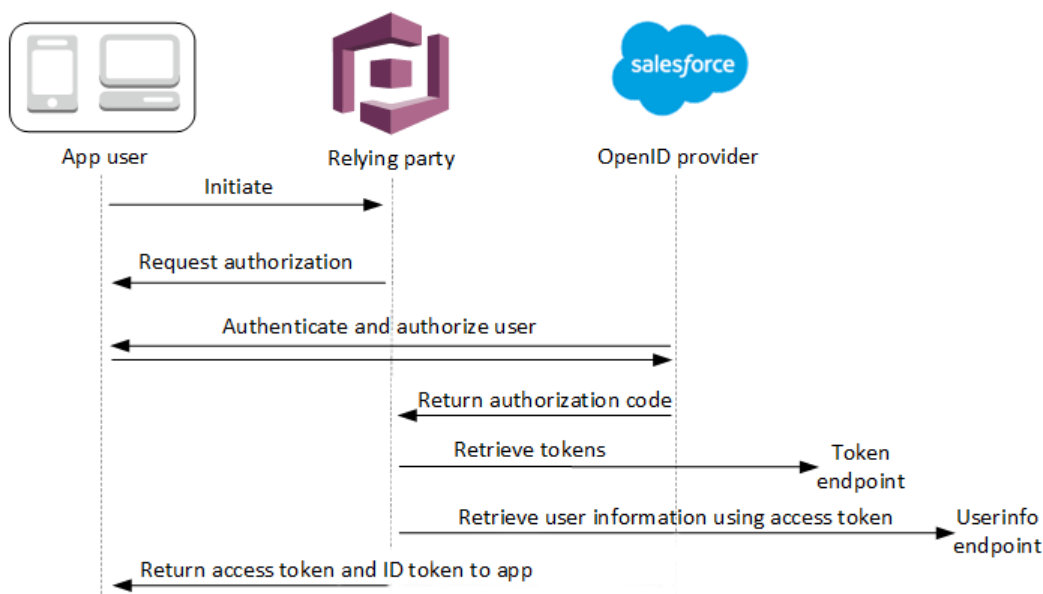 salesforce
App user
Relying party
OpenID provider
Initiate
Request authorization
Authenticate and authorize user
Return authorization code
Retrieve tokens
Token
endpoint
Retrieve user information using access token
Userinfo
endpoint
Return access token and ID token to app